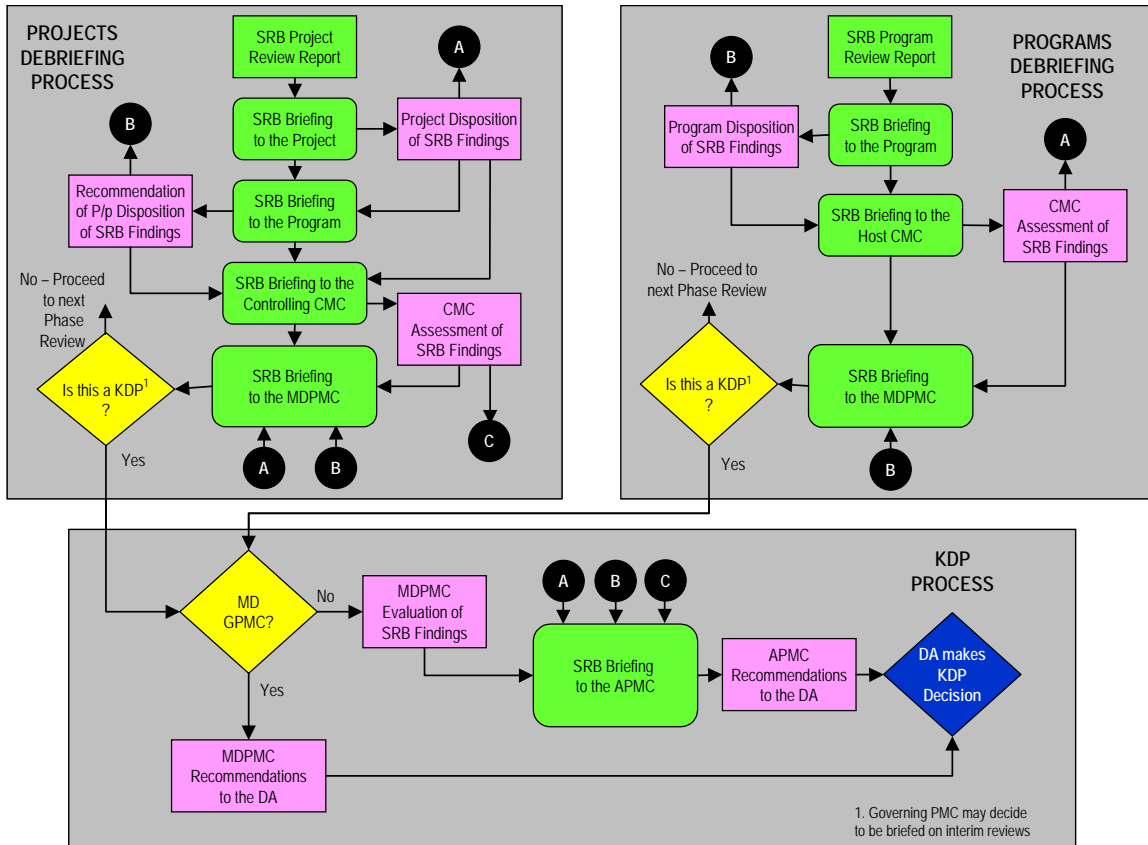 PROJECTS
DEBRIEFING
PROCESS
SRB Project
Review Report
A
B
SRB Briefing
to the Project
Project Disposition
of SRB Findings
Recommendation
of P/p Disposition
of SRB Findings
SRB Briefing
to the Program
No – Proceed
to next
Phase
Review
SRB Briefing to the
Controlling CMC
CMC
Assessment of
SRB Findings
Is this a KDP1
?
SRB Briefing
to the MDPMC
C
Yes
A
B
PROGRAMS
DEBRIEFING
PROCESS
SRB Program
Review Report
B
Program Disposition
of SRB Findings
SRB Briefing
to the Program
A
SRB Briefing to the
Host CMC
CMC
Assessment of
SRB Findings
No – Proceed to
next Phase Review
Is this a KDP1
?
SRB Briefing
to the MDPMC
Yes
B
KDP
PROCESS
MD
GPMC?
No
MDPMC
Evaluation of
SRB Findings
A
B
C
SRB Briefing
to the APMC
APMC
Recommendations
to the DA
DA makes
KDP
Decision
Yes
MDPMC
Recommendations
to the DA
1. Governing PMC may decide
to be briefed on interim reviews